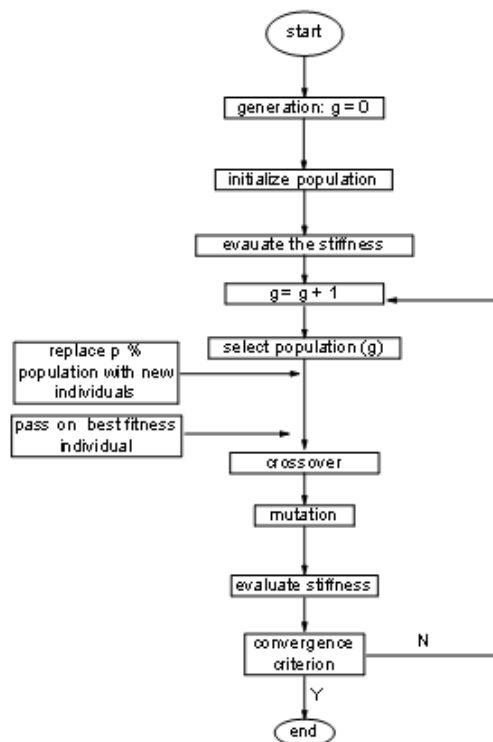 start
generation: g = 0
initialize population
evauate the stiffness
g = g + 1
select population (g)
replace p %
population with new
individuals
pass on best fitness
individual
crossover
mutation
evaluate stiffness
convergence
criterion
N
Y
end